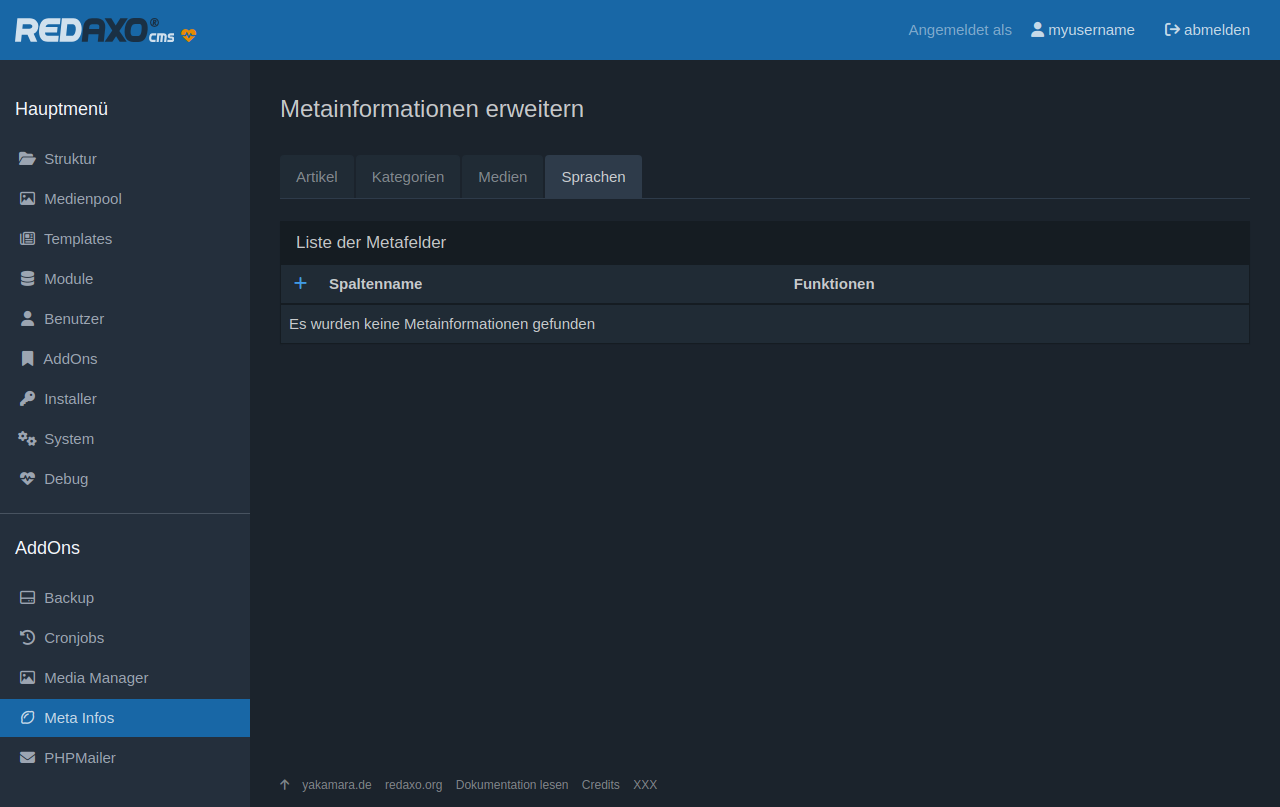 REDAXO® cms
Angemeldet als myusername abmelden
Hauptmenü
Struktur
Medienpool
Templates
Module
Benutzer
AddOns
Installer
System
Debug
AddOns
Backup
Cronjobs
Media Manager
Meta Infos
PHPMailer
Metainformationen erweitern
Artikel Kategorien Medien Sprachen
Liste der Metafelder
Spaltenname Funktionen
Es wurden keine Metainformationen gefunden
yakamara.de redaxo.org Dokumentation lesen Credits XXX